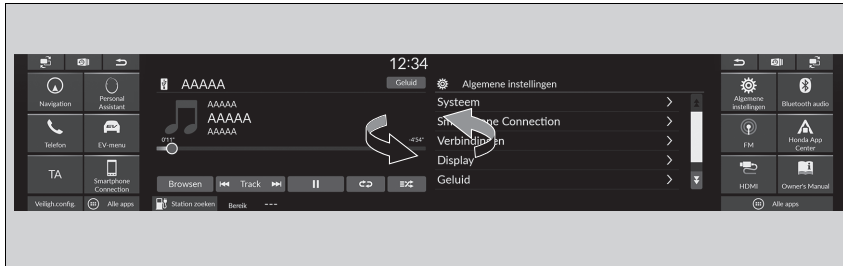 12:34
Navigation
Personal
Assistant
Telefon
EV
EV-menu
TA
Smartphone
Connection
Veiligh.config.
Alle apps
AAAAA
Geluid
AAAAA
AAAAA
AAAAA
0'11"
-4'54"
Browsen
Track
Station zoeken
Bereik
---
Algemene instellingen
Systeem
Connection
Verbindingen
Display
Geluid
Algemene
instellingen
Bluetooth audio
FM
Honda App
Center
HDMI
Owner's Manual
Alle apps